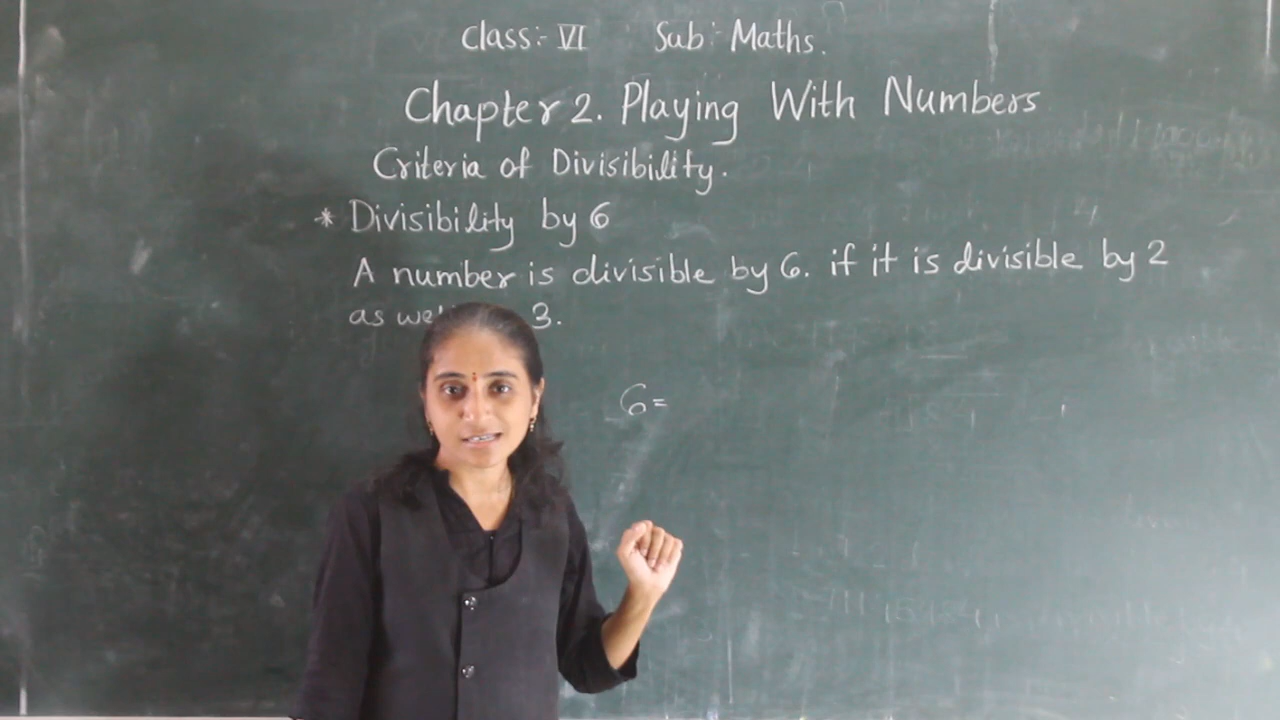 Class:- VI Sub: Maths.
Chapter 2. Playing With Numbers
Criteria of Divisibility.
* Divisibility by 6
A number is divisible by 6. if it is divisible by 2
as 3.
6=